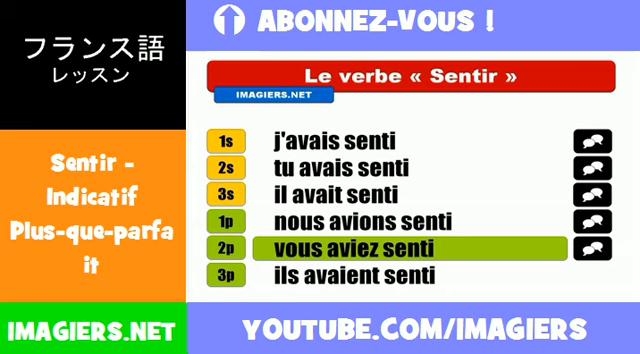 フランス語
レッスン
ABONNEZ-VOUS !
Le verbe « Sentir »
IMAGIERS.NET
Sentir -
Indicatif
Plus-que-parfa
it
1s j'avais senti
2s tu avais senti
3s il avait senti
1p nous avions senti
2p vous aviez senti
3p ils avaient senti
IMAGIERS.NET
YOUTUBE.COM/IMAGIERS